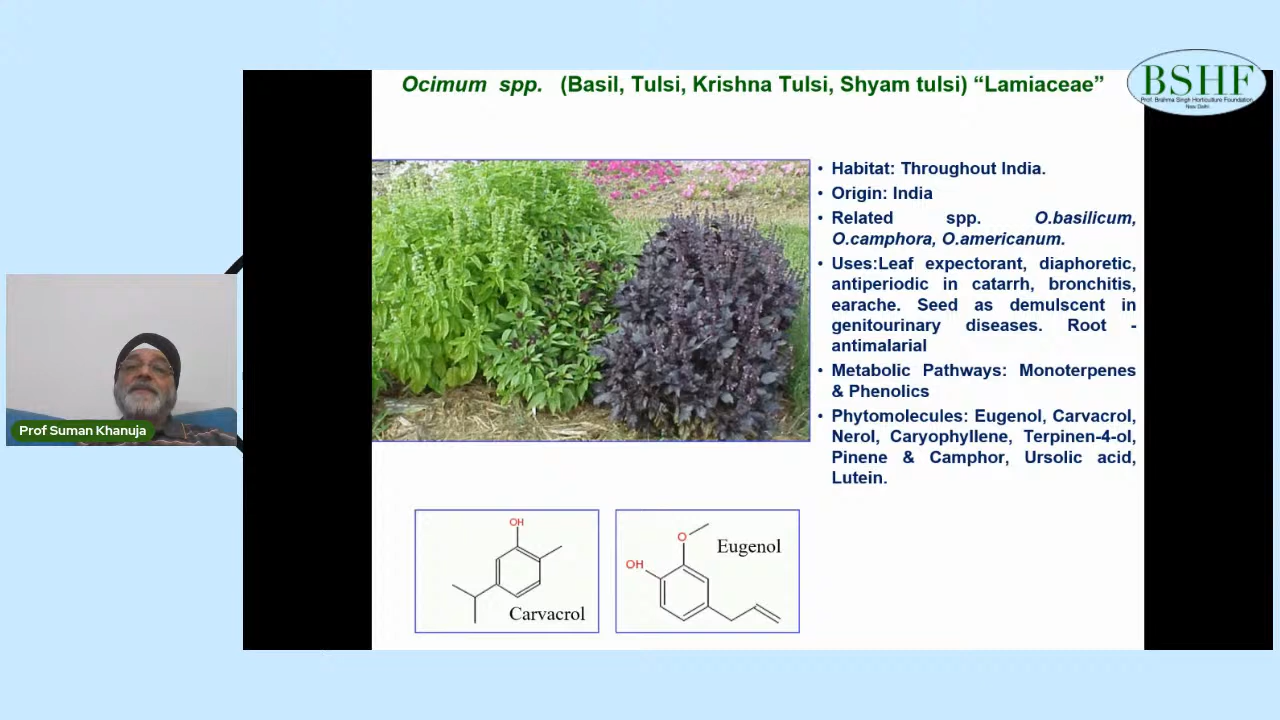 Ocimum spp. (Basil, Tulsi, Krishna Tulsi, Shyam tulsi) “Lamiaceae”
BSHF
Prof. Brahma Singh Horticulture Foundation
New Delhi
• Habitat: Throughout India.
• Origin: India
• Related spp. O.basilicum,
O.camphora, O.americanum.
• Uses:Leaf expectorant, diaphoretic,
antiperiodic in catarrh, bronchitis,
earache. Seed as demulscent in
genitourinary diseases. Root -
antimalarial
• Metabolic Pathways: Monoterpenes
& Phenolics
• Phytomolecules: Eugenol, Carvacrol,
Nerol, Caryophyllene, Terpinen-4-ol,
Pinene & Camphor, Ursolic acid,
Lutein.
Prof Suman Khanuja
OH
Carvacrol
O
OH
Eugenol